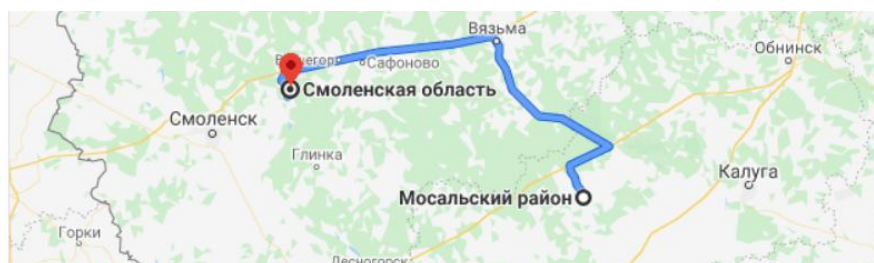 Вязьма
Обнинск
Сафоново
Смоленская область
Смоленск
Глинка
Калуга
Мосальский район
Горки